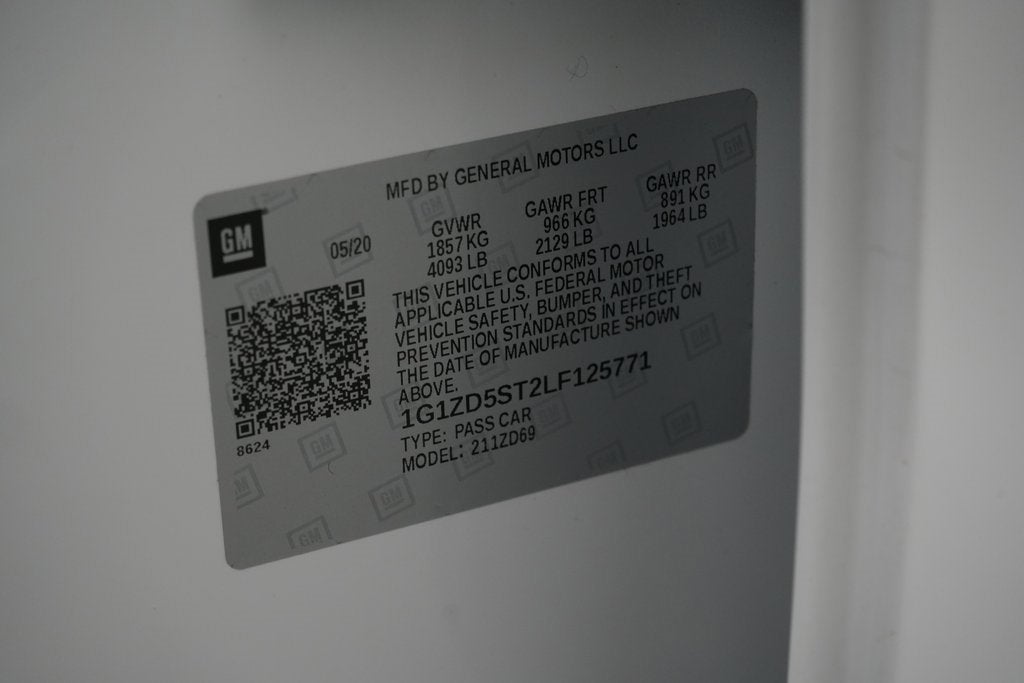 MFD BY GENERAL MOTORS LLC
GM
05/20
GVWR
1857 KG
4093 LB
GAWR FRT
966 KG
2129 LB
GAWR RR
891 KG
1964 LB
THIS VEHICLE CONFORMS TO ALL
APPLICABLE U.S. FEDERAL MOTOR
VEHICLE SAFETY, BUMPER, AND THEFT
PREVENTION STANDARDS IN EFFECT ON
THE DATE OF MANUFACTURE SHOWN
ABOVE.
1G1ZD5ST2LF125771
TYPE: PASS CAR
MODEL: 211ZD69
8624